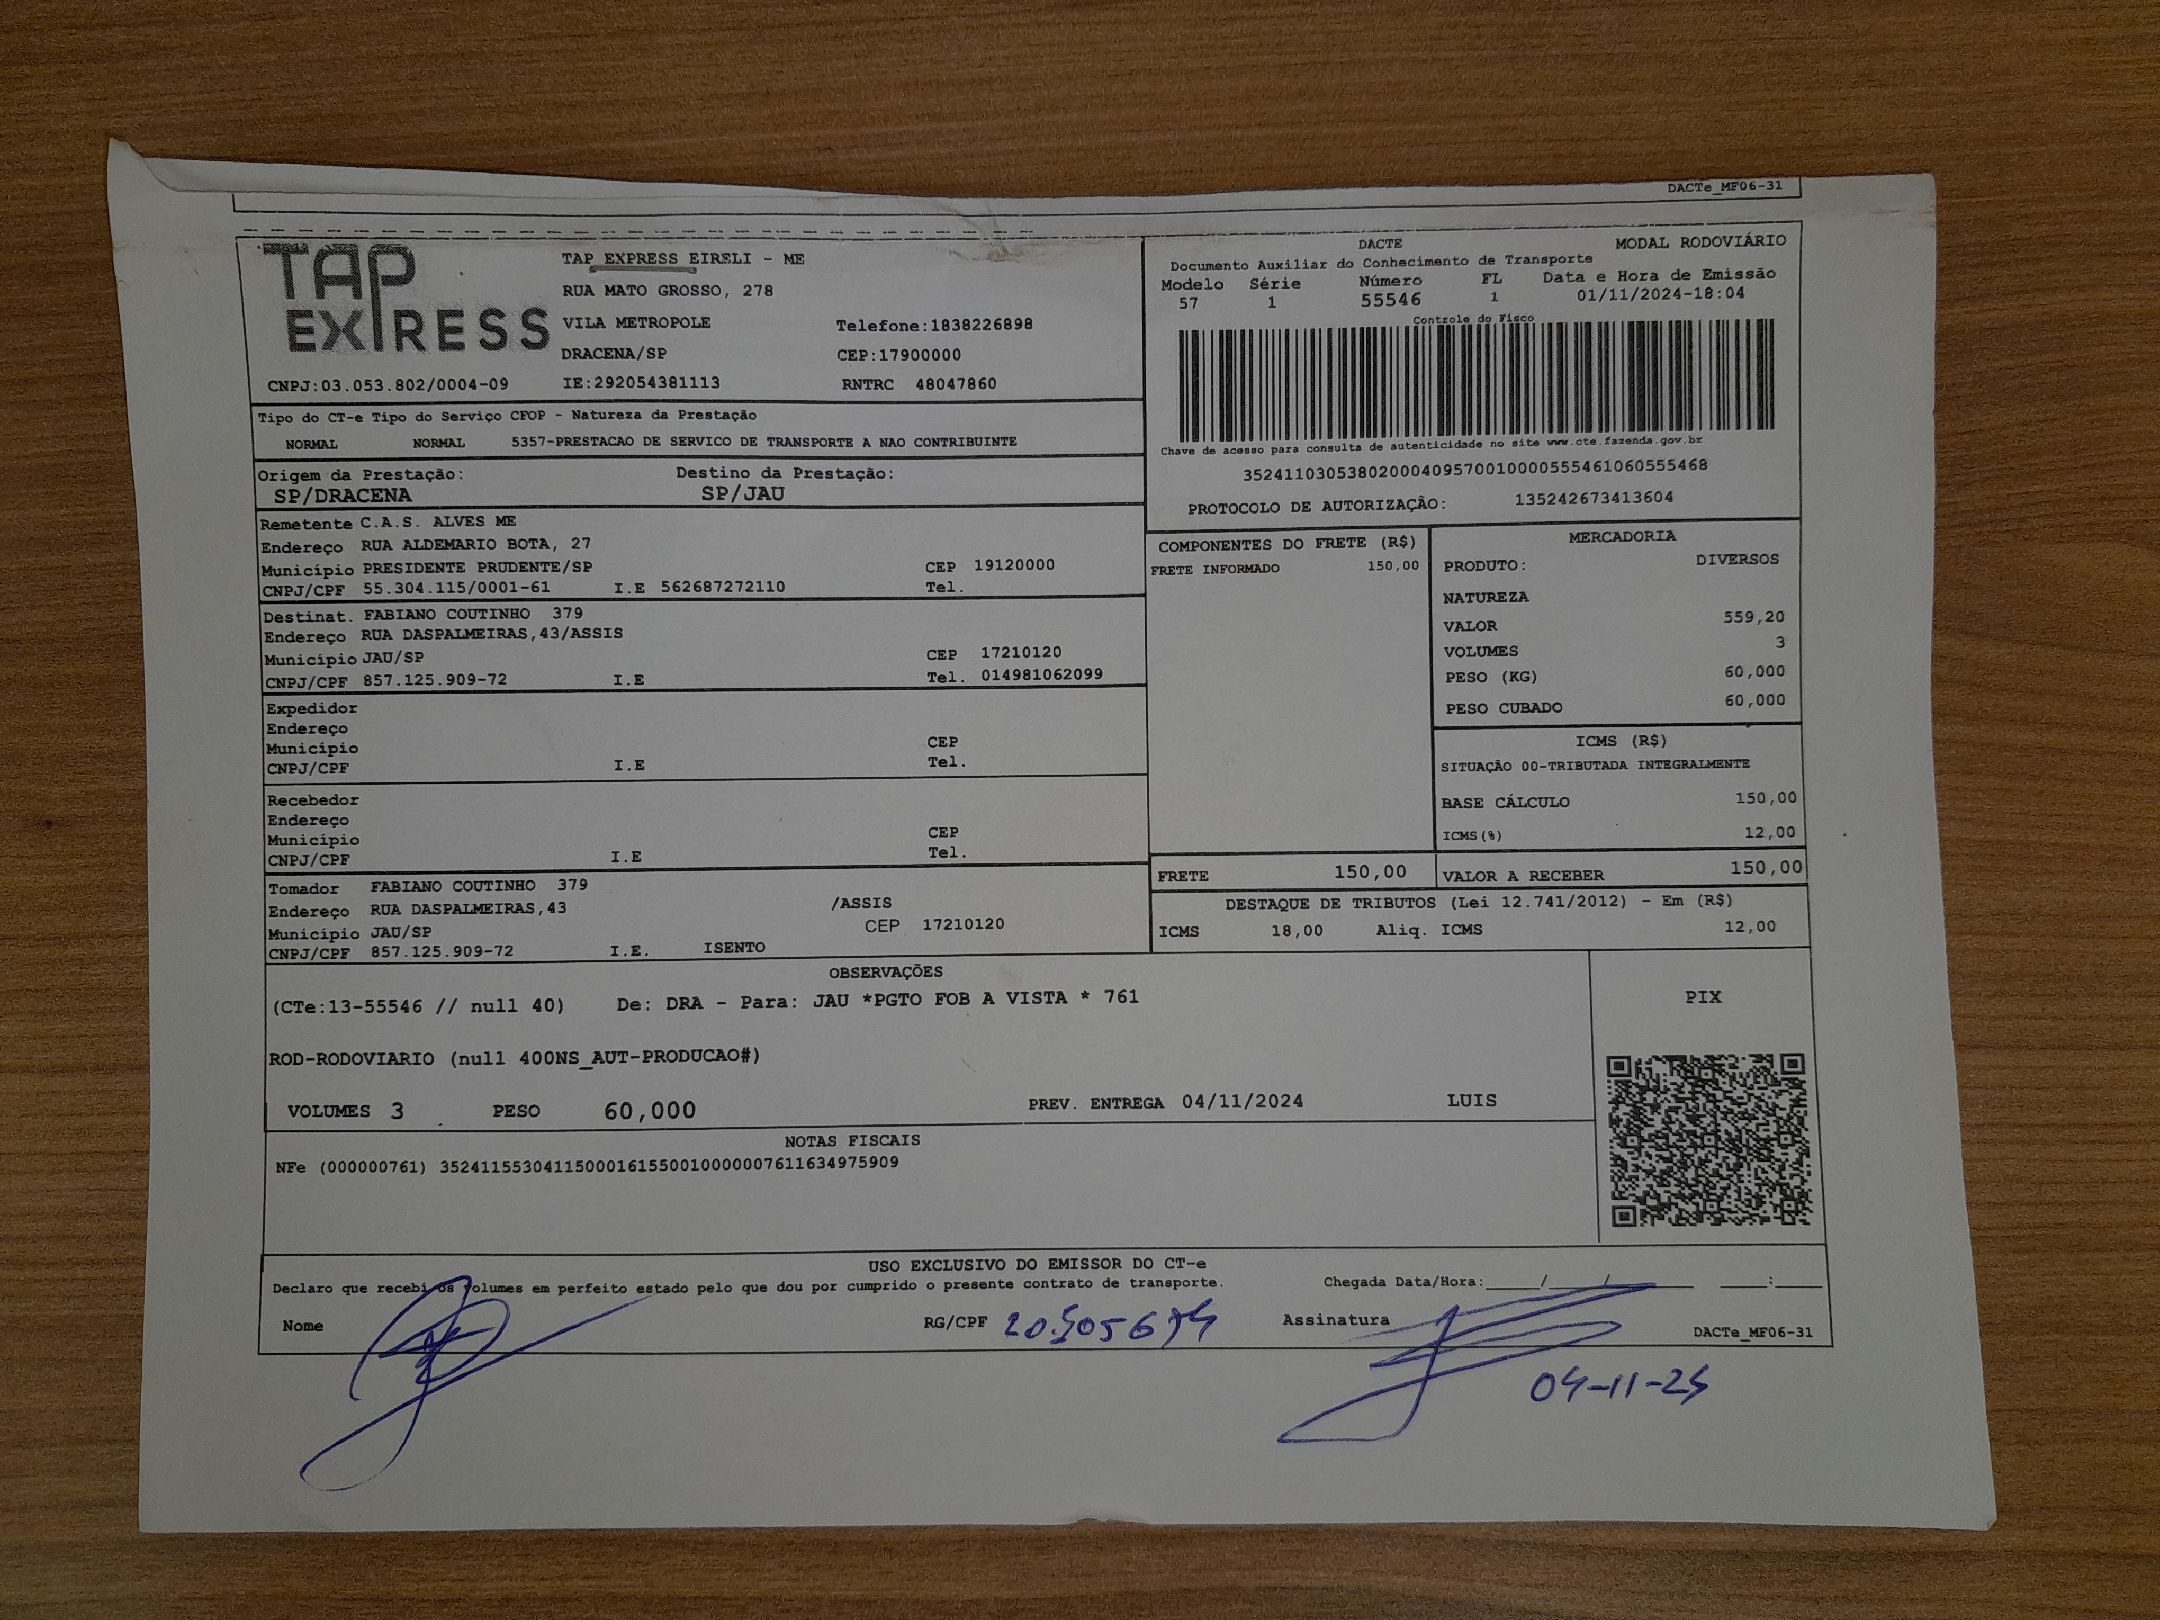 DACTe_MF06-31
TAP EXPRESS
TAP EXPRESS EIRELI - ME
RUA MATO GROSSO, 278
VILA METROPOLE Telefone:1838226898
DRACENA/SP CEP:17900000
CNPJ:03.053.802/0004-09 IE:292054381113 RNTRC 48047860
DACTE MODAL RODOVIÁRIO
Documento Auxiliar do Conhecimento de Transporte
Modelo Série Número FL Data e Hora de Emissão
57 1 55546 1 01/11/2024-18:04
Controle do Fisco
Chave de acesso para consulta de autenticidade no site www.cte.fazenda.gov.br
35241103053802000409570010000555461060555468
PROTOCOLO DE AUTORIZAÇÂO: 135242673413604
Tipo do CT-e Tipo do Serviço CFOP - Natureza da Prestação
NORMAL NORMAL 5357-PRESTACAO DE SERVICO DE TRANSPORTE A NAO CONTRIBUINTE
Origem da Prestação: Destino da Prestação:
SP/DRACENA SP/JAU
Remetente C.A.S. ALVES ME
Endereço RUA ALDEMARIO BOTA, 27
Município PRESIDENTE PRUDENTE/SP CEP 19120000
CNPJ/CPF 55.304.115/0001-61 I.E 562687272110 Tel.
Destinat. FABIANO COUTINHO 379
Endereço RUA DASPALMEIRAS,43/ASSIS
Município JAU/SP CEP 17210120
CNPJ/CPF 857.125.909-72 I.E Tel. 014981062099
Expedidor
Endereço
Município CEP
CNPJ/CPF I.E Tel.
Recebedor
Endereço
Município CEP
CNPJ/CPF I.E Tel.
Tomador FABIANO COUTINHO 379
Endereço RUA DASPALMEIRAS,43 /ASSIS
Município JAU/SP CEP 17210120
CNPJ/CPF 857.125.909-72 I.E. ISENTO
COMPONENTES DO FRETE (R$)
FRETE INFORMADO 150,00
MERCADORIA
PRODUTO: DIVERSOS
NATUREZA
VALOR 559,20
VOLUMES 3
PESO (KG) 60,000
PESO CUBADO 60,000
ICMS (R$)
SITUAÇÃO 00-TRIBUTADA INTEGRALMENTE
BASE CÁLCULO 150,00
ICMS(%) 12,00
FRETE 150,00 VALOR A RECEBER 150,00
DESTAQUE DE TRIBUTOS (Lei 12.741/2012) - Em (R$)
ICMS 18,00 Aliq. ICMS 12,00
OBSERVAÇÕES
(CTe:13-55546 // null 40) De: DRA - Para: JAU *PGTO FOB A VISTA * 761
ROD-RODOVIARIO (null 400NS_AUT-PRODUCAO#)
VOLUMES 3 PESO 60,000 PREV. ENTREGA 04/11/2024 LUIS
PIX
NOTAS FISCAIS
NFe (000000761) 35241155304115000161550010000007611634975909
USO EXCLUSIVO DO EMISSOR DO CT-e
Declaro que recebi os volumes em perfeito estado pelo que dou por cumprido o presente contrato de transporte. Chegada Data/Hora:____/____/____ ___:___
Nome RG/CPF Assinatura
DACTe_MF06-31
04-11-24